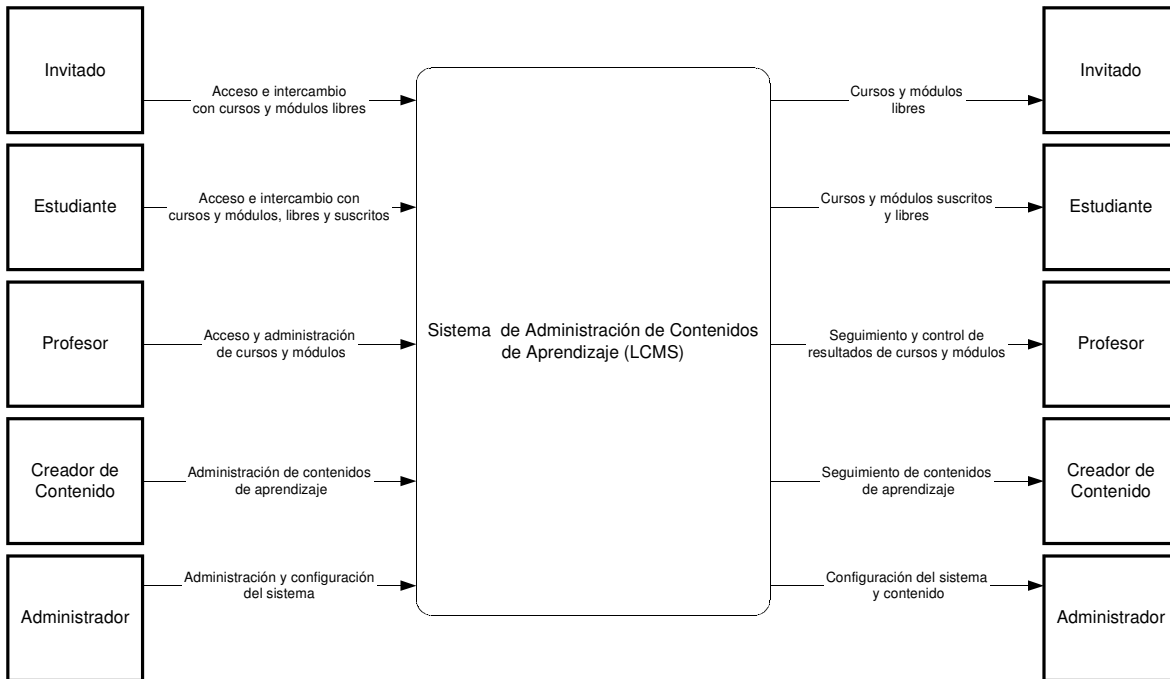 Invitado
Acceso e intercambio
con cursos y módulos libres
Cursos y módulos
libres
Invitado
Estudiante
Acceso e intercambio con
cursos y módulos, libres y suscritos
Cursos y módulos suscritos
y libres
Estudiante
Profesor
Acceso y administración
de cursos y módulos
Sistema de Administración de Contenidos
de Aprendizaje (LCMS)
Seguimiento y control de
resultados de cursos y módulos
Profesor
Creador de
Contenido
Administración de contenidos
de aprendizaje
Seguimiento de contenidos
de aprendizaje
Creador de
Contenido
Administrador
Administración y configuración
del sistema
Configuración del sistema
y contenido
Administrador